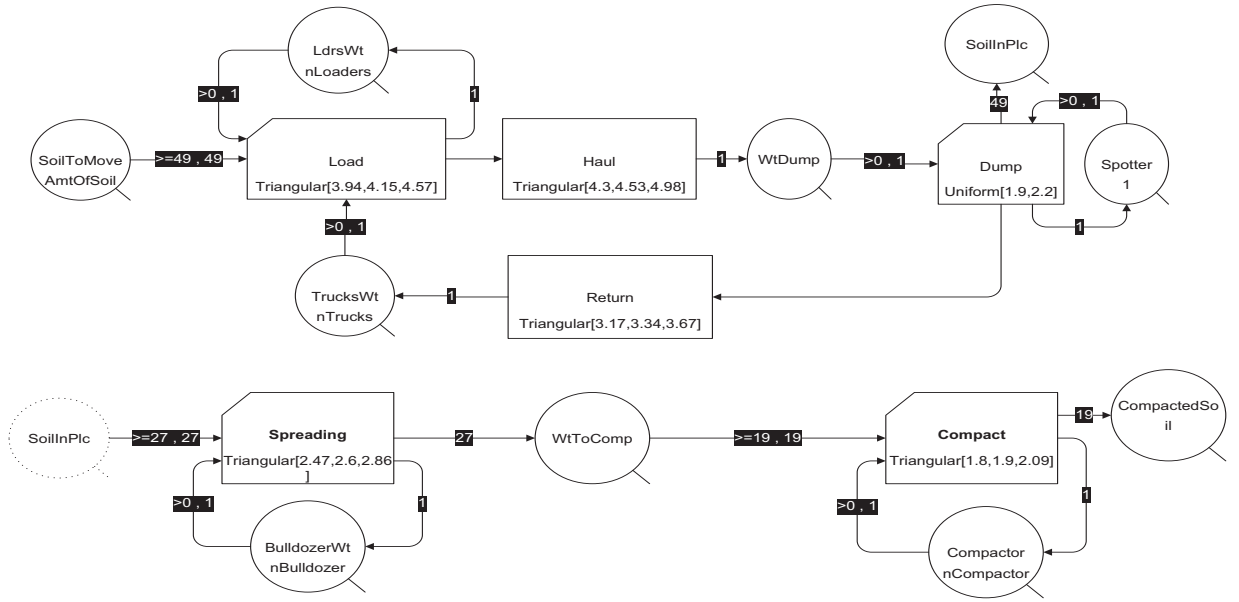 LdrsWt
nLoaders
SoilInPlc
>0 , 1
1
49
>0 , 1
SoilToMove
AmtOfSoil
>=49 , 49
Load
Triangular[3.94,4.15,4.57]
Haul
Triangular[4.3,4.53,4.98]
1
WtDump
>0 , 1
Dump
Uniform[1.9,2.2]
Spotter
1
1
>0 , 1
TrucksWt
nTrucks
1
Return
Triangular[3.17,3.34,3.67]
SoilInPlc
>=27 , 27
Spreading
Triangular[2.47,2.6,2.86
]
27
WtToComp
>=19 , 19
Compact
Triangular[1.8,1.9,2.09]
19
CompactedSo
il
>0 , 1
1
BulldozerWt
nBulldozer
>0 , 1
1
Compactor
nCompactor